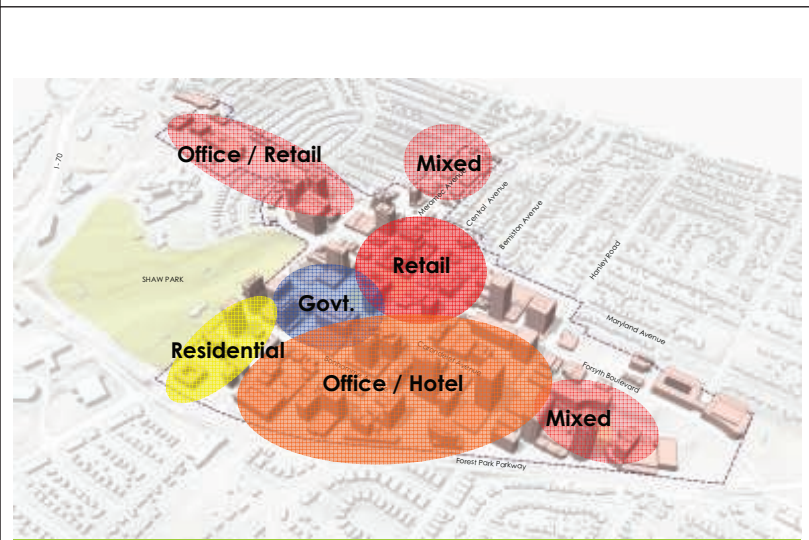 Office / Retail
Mixed
I - 70
Meramec Avenue
Central Avenue
Bemiston Avenue
Hanley Road
SHAW PARK
Retail
Govt.
Maryland Avenue
Residential
Office / Hotel
Forsyth Boulevard
Mixed
Forest Park Parkway